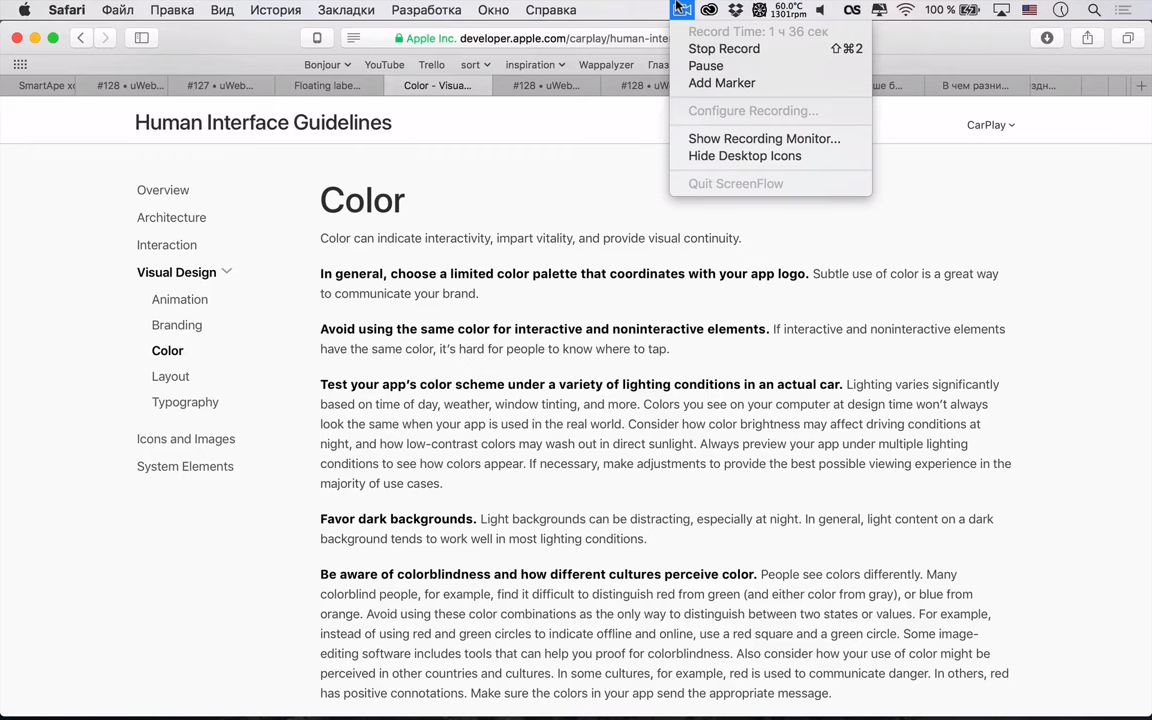 Safari Файл Правка Вид История Закладки Разработка Окно Справка
60.0°C
1301rpm
100 %
Record Time: 1 ч 36 сек
Stop Record ⇧⌘2
Pause
Add Marker
Configure Recording...
Show Recording Monitor...
Hide Desktop Icons
Quit ScreenFlow
Apple Inc. developer.apple.com/carplay/human-inte
Bonjour YouTube Trello sort inspiration Wappalyzer Глаз
SmartApe хо #128 • uWeb... #127 • uWeb... Floating labe... Color - Visua... #128 • uWeb... #128 • uW ше б... В чем разни... здн...
Human Interface Guidelines
CarPlay
Overview
Architecture
Interaction
Visual Design
Animation
Branding
Color
Layout
Typography
Icons and Images
System Elements
Color
Color can indicate interactivity, impart vitality, and provide visual continuity.
In general, choose a limited color palette that coordinates with your app logo. Subtle use of color is a great way
to communicate your brand.
Avoid using the same color for interactive and noninteractive elements. If interactive and noninteractive elements
have the same color, it's hard for people to know where to tap.
Test your app's color scheme under a variety of lighting conditions in an actual car. Lighting varies significantly
based on time of day, weather, window tinting, and more. Colors you see on your computer at design time won't always
look the same when your app is used in the real world. Consider how color brightness may affect driving conditions at
night, and how low-contrast colors may wash out in direct sunlight. Always preview your app under multiple lighting
conditions to see how colors appear. If necessary, make adjustments to provide the best possible viewing experience in the
majority of use cases.
Favor dark backgrounds. Light backgrounds can be distracting, especially at night. In general, light content on a dark
background tends to work well in most lighting conditions.
Be aware of colorblindness and how different cultures perceive color. People see colors differently. Many
colorblind people, for example, find it difficult to distinguish red from green (and either color from gray), or blue from
orange. Avoid using these color combinations as the only way to distinguish between two states or values. For example,
instead of using red and green circles to indicate offline and online, use a red square and a green circle. Some image-
editing software includes tools that can help you proof for colorblindness. Also consider how your use of color might be
perceived in other countries and cultures. In some cultures, for example, red is used to communicate danger. In others, red
has positive connotations. Make sure the colors in your app send the appropriate message.